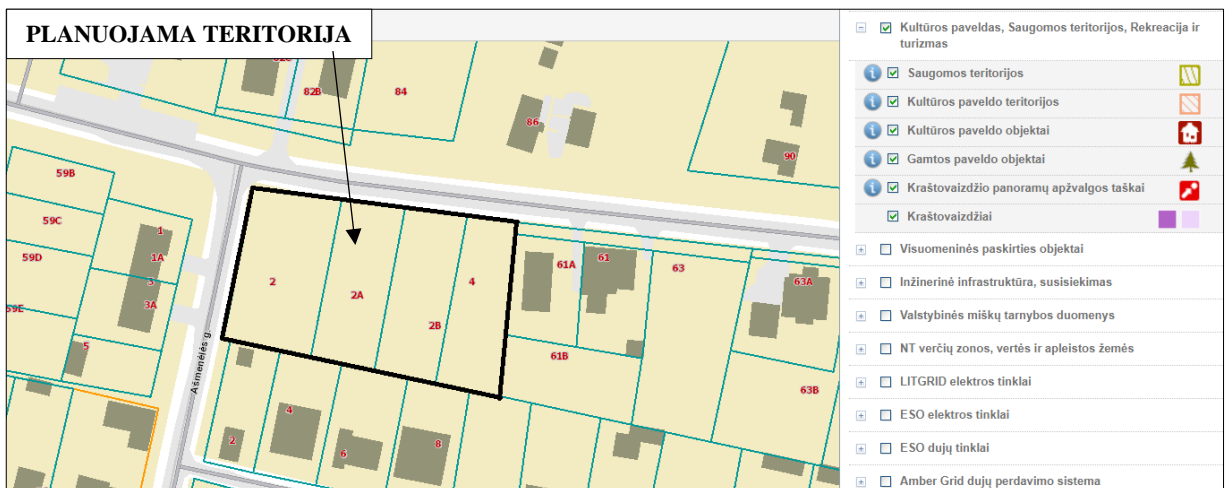 PLANUOJAMA TERITORIJA
82B
84
86
90
59B
59C
59D
1
1A
3
3A
5
Ašmenėlės g.
2
2A
2B
4
61A
61
61B
63
63A
63B
2
4
6
8
Kultūros paveldas, Saugomos teritorijos, Rekreacija ir
turizmas
Saugomos teritorijos
Kultūros paveldo teritorijos
Kultūros paveldo objektai
Gamtos paveldo objektai
Kraštovaizdžio panoramų apžvalgos taškai
Kraštovaizdžiai
Visuomeninės paskirties objektai
Inžinerinė infrastruktūra, susisiekimas
Valstybinės miškų tarnybos duomenys
NT verčių zonos, vertės ir apleistos žemės
LITGRID elektros tinklai
ESO elektros tinklai
ESO dujų tinklai
Amber Grid dujų perdavimo sistema